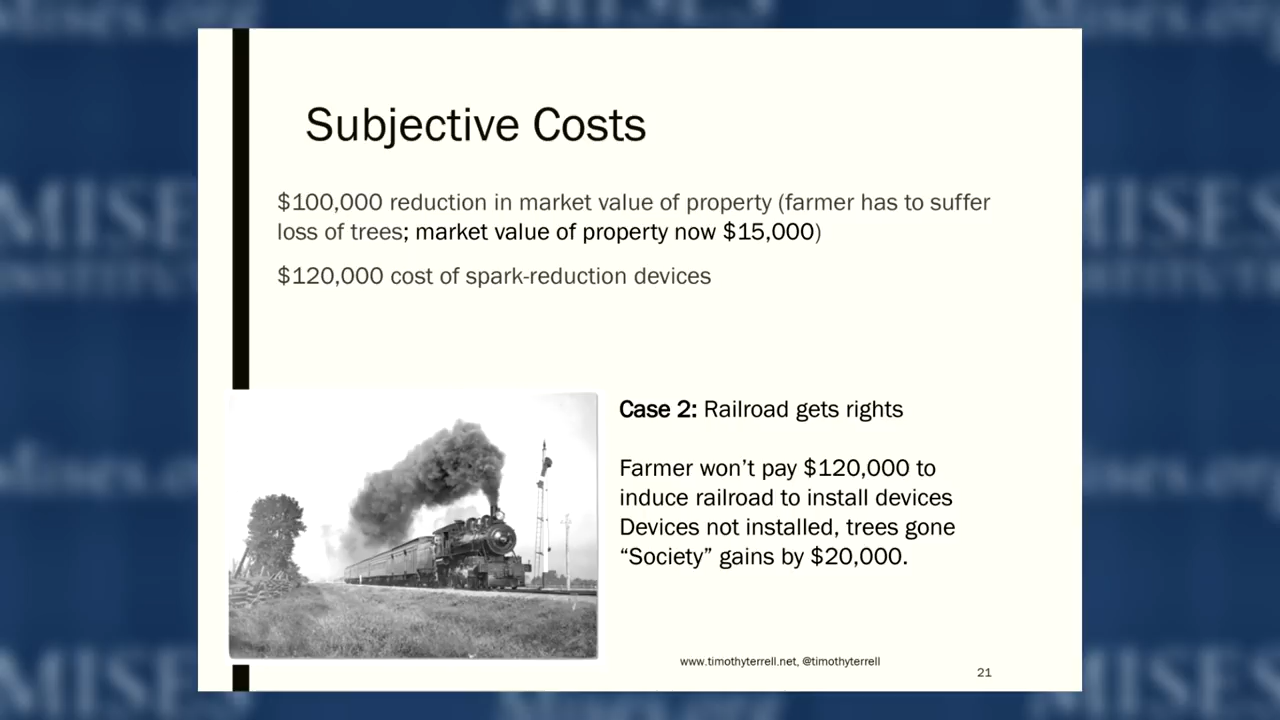 Subjective Costs
$100,000 reduction in market value of property (farmer has to suffer
loss of trees; market value of property now $15,000)
$120,000 cost of spark-reduction devices
Case 2: Railroad gets rights
Farmer won’t pay $120,000 to
induce railroad to install devices
Devices not installed, trees gone
“Society” gains by $20,000.
www.timothyterrell.net, @timothyterrell
21